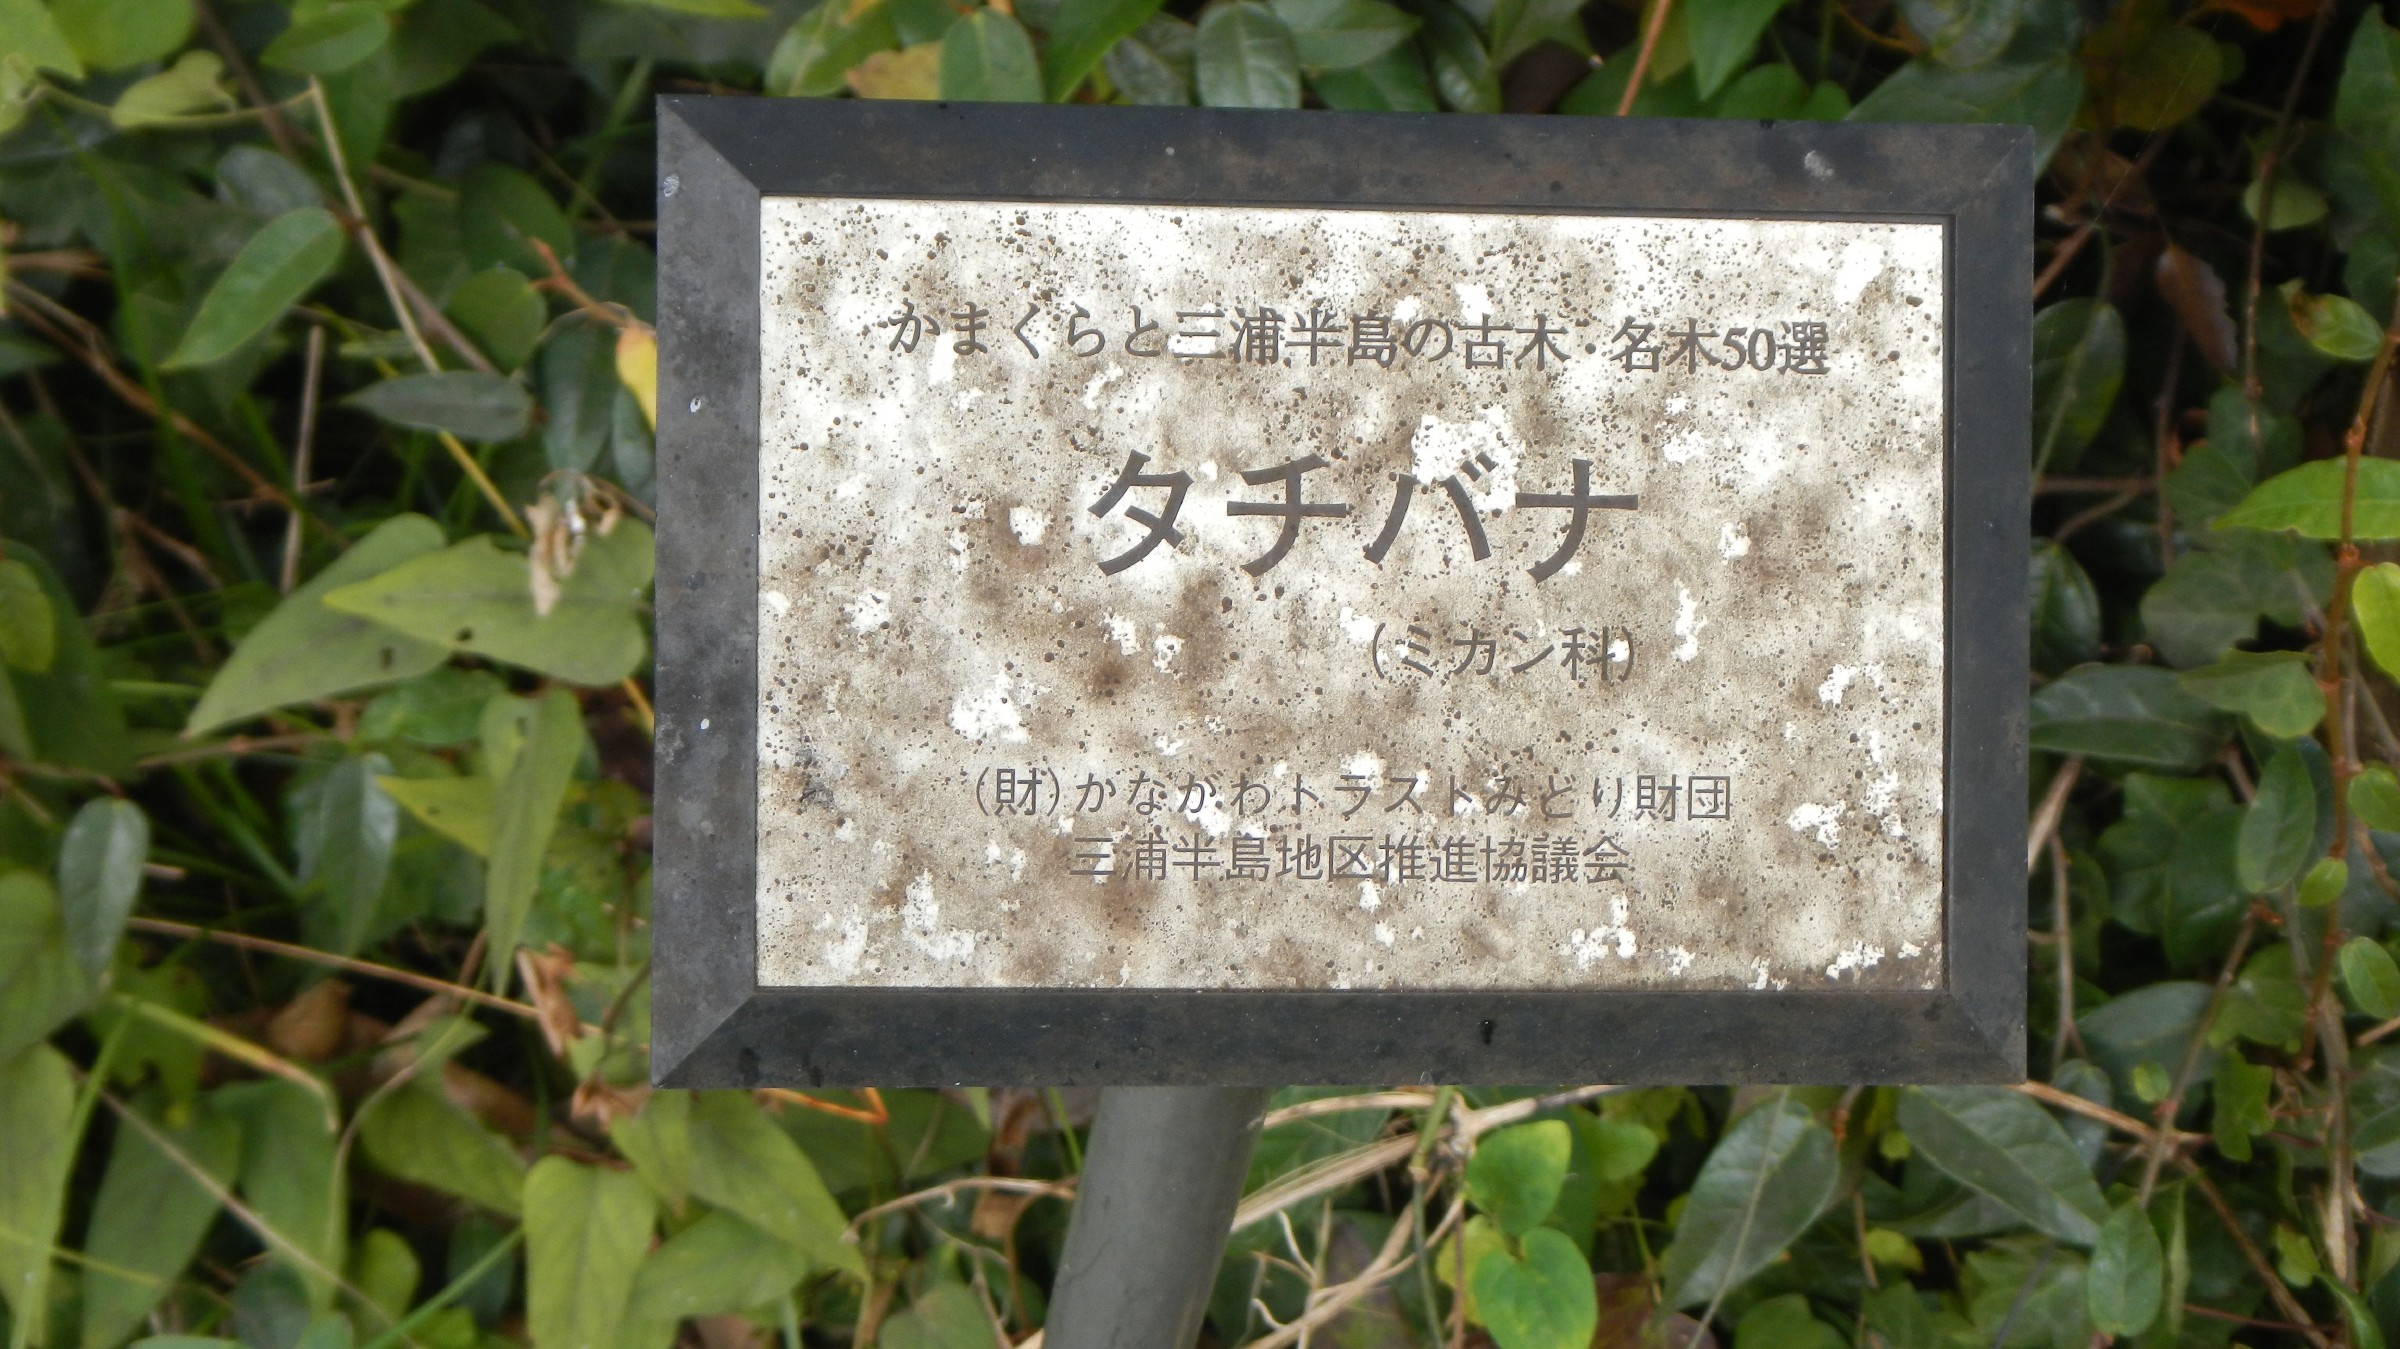 かまくらと三浦半島の古木・名木50選
タチバナ
(ミカン科)
(財)かながわトラストみどり財団
三浦半島地区推進協議会